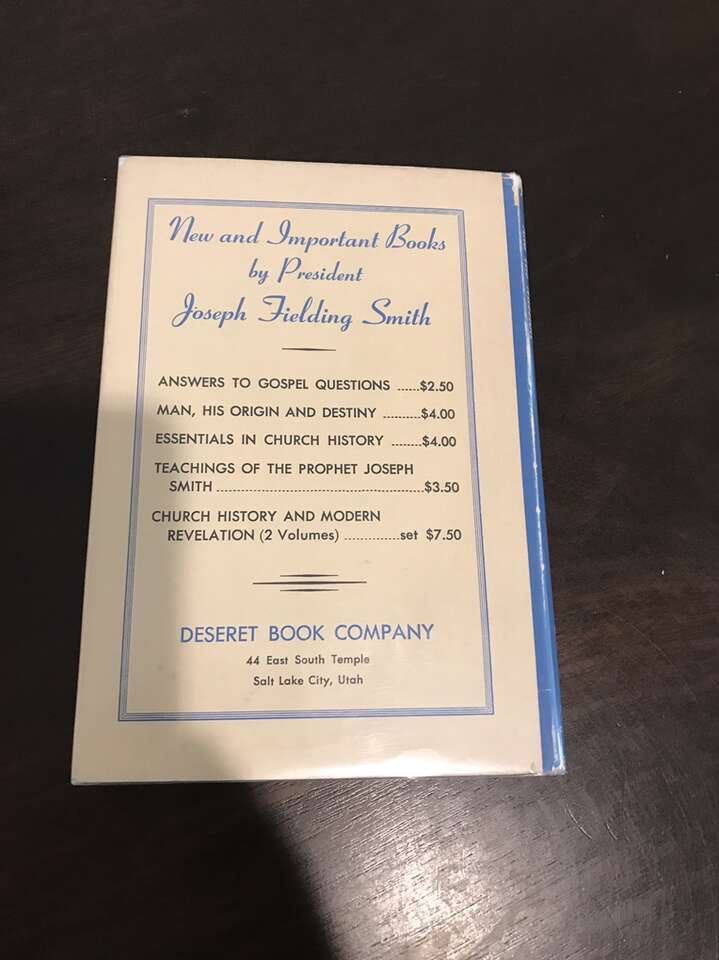 New and Important Books
by President
Joseph Fielding Smith
ANSWERS TO GOSPEL QUESTIONS ......$2.50
MAN, HIS ORIGIN AND DESTINY ..........$4.00
ESSENTIALS IN CHURCH HISTORY ........$4.00
TEACHINGS OF THE PROPHET JOSEPH
SMITH ........................................................$3.50
CHURCH HISTORY AND MODERN
REVELATION (2 Volumes) ..............set $7.50
DESERET BOOK COMPANY
44 East South Temple
Salt Lake City, Utah